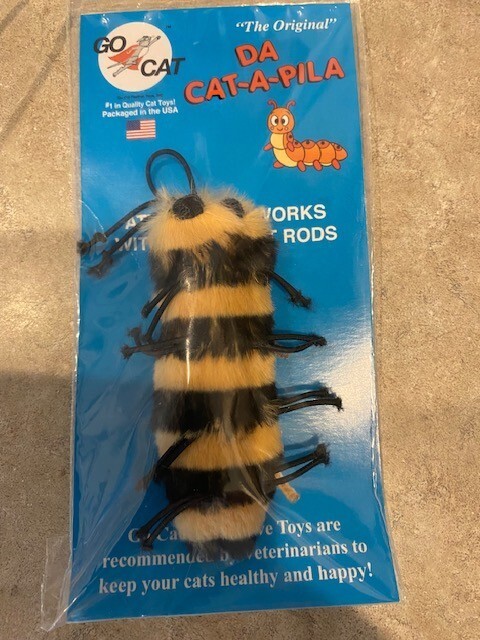 GO
CAT
"The Original"
DA
CAT-A-PILA
#1 in Quality Cat Toys!
Packaged in the USA
WORKS
RODS
Toys are
recommended by veterinarians to
keep your cats healthy and happy!